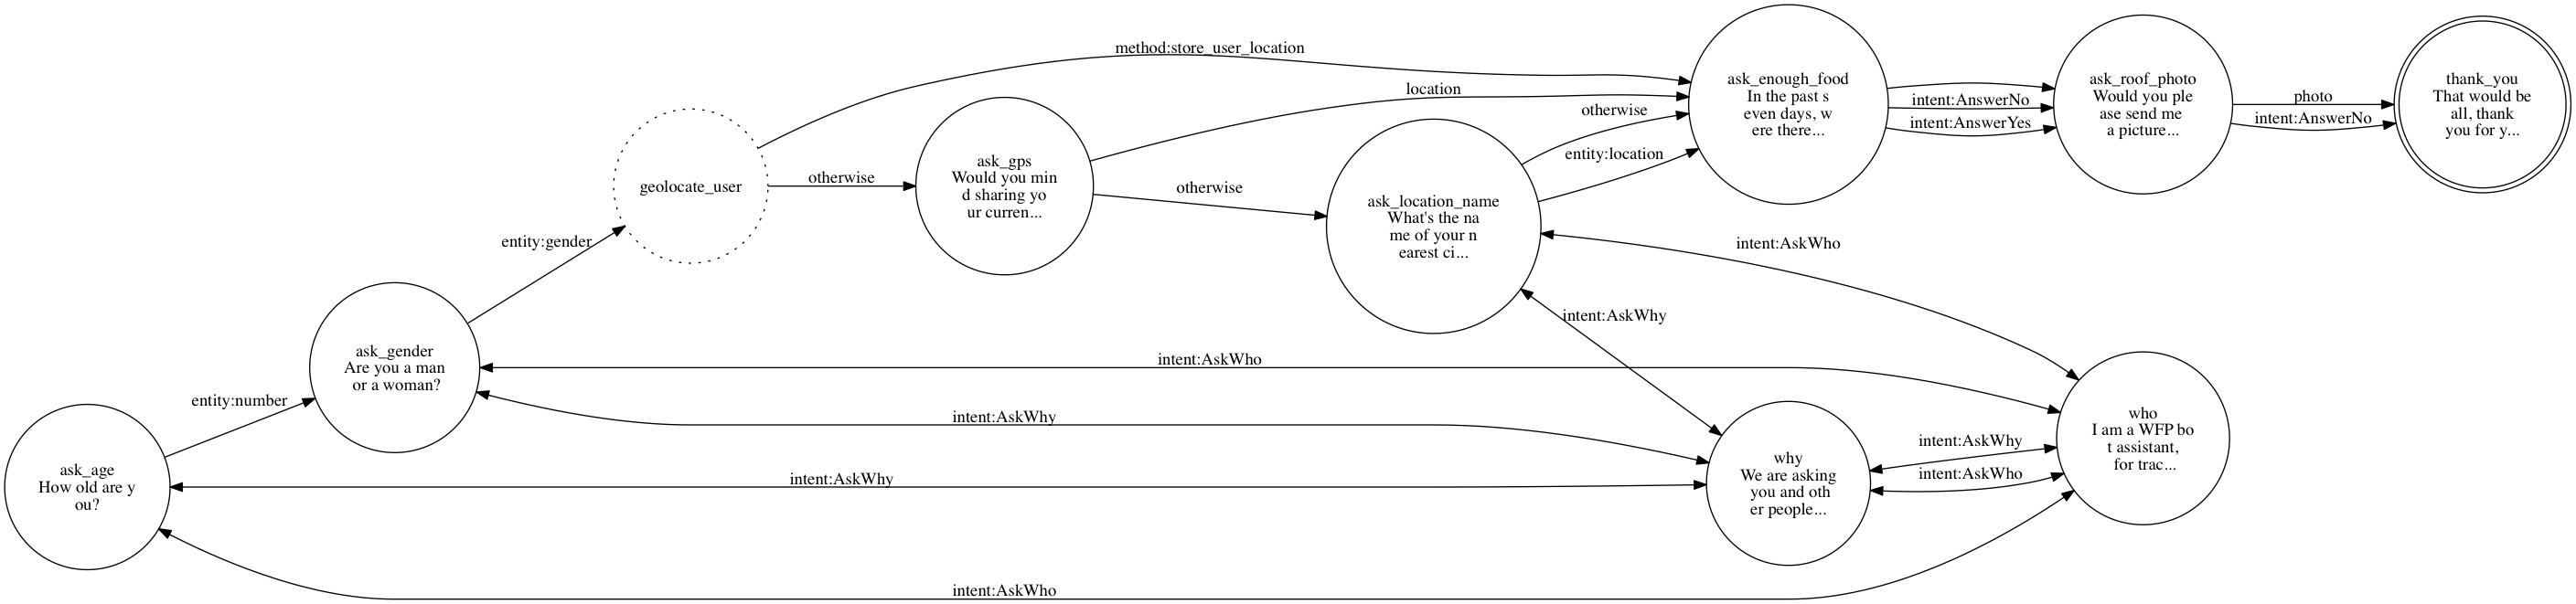 method:store_user_location
location
otherwise
entity:location
otherwise
otherwise
entity:gender
entity:number
geolocate_user
ask_gps
Would you min
d sharing yo
ur curren...
ask_location_name
What's the na
me of your n
earest ci...
ask_enough_food
In the past s
even days, w
ere there...
intent:AnswerNo
intent:AnswerYes
ask_roof_photo
Would you ple
ase send me
a picture...
photo
intent:AnswerNo
thank_you
That would be
all, thank
you for y...
intent:AskWho
intent:AskWhy
ask_gender
Are you a man
or a woman?
intent:AskWho
intent:AskWhy
ask_age
How old are y
ou?
intent:AskWhy
intent:AskWho
why
We are asking
you and oth
er people...
intent:AskWhy
intent:AskWho
who
I am a WFP bo
t assistant,
for trac...